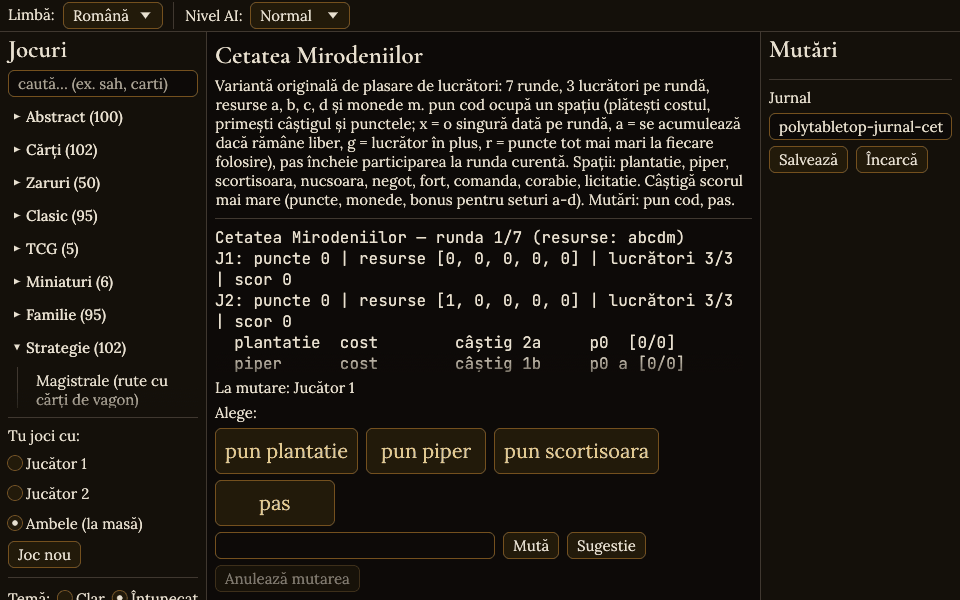 Limbă: Română Nivel AI: Normal
Jocuri
caută... (ex. sah, carti)
Abstract (100)
Cărți (102)
Zaruri (50)
Clasic (95)
TCG (5)
Miniaturi (6)
Familie (95)
Strategie (102)
Magistrale (rute cu
cărți de vagon)
Tu joci cu:
Jucător 1
Jucător 2
Ambele (la masă)
Joc nou
Temă: Clar Întunecat
Cetatea Mirodeniilor
Variantă originală de plasare de lucrători: 7 runde, 3 lucrători pe rundă,
resurse a, b, c, d și monede m. pun cod ocupă un spațiu (plătești costul,
primești câștigul și punctele; x = o singură dată pe rundă, a = se acumulează
dacă rămâne liber, g = lucrător în plus, r = puncte tot mai mari la fiecare
folosire), pas încheie participarea la runda curentă. Spații: plantatie, piper,
scortisoara, nucsoara, negot, fort, comanda, corabie, licitatie. Câștigă scorul
mai mare (puncte, monede, bonus pentru seturi a-d). Mutări: pun cod, pas.
Cetatea Mirodeniilor — runda 1/7 (resurse: abcdm)
J1: puncte 0 | resurse [0, 0, 0, 0, 0] | lucrători 3/3
| scor 0
J2: puncte 0 | resurse [1, 0, 0, 0, 0] | lucrători 3/3
| scor 0
plantatie cost câștig 2a p0 [0/0]
piper cost câștig 1b p0 a [0/0]
La mutare: Jucător 1
Alege:
pun plantatie pun piper pun scortisoara
pas
Mută Sugestie
Anulează mutarea
Mutări
Jurnal
polytabletop-jurnal-cet
Salvează Încarcă